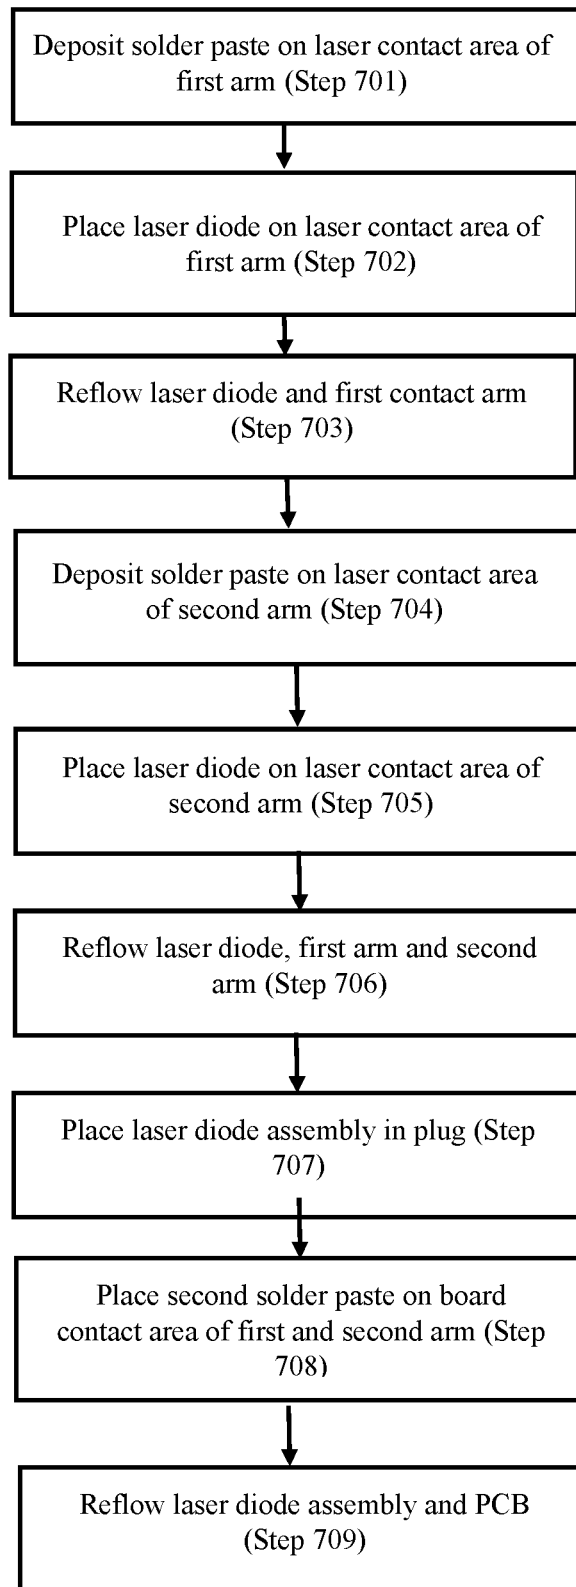 Deposit solder paste on laser contact area of
first arm (Step 701)
Place laser diode on laser contact area of
first arm (Step 702)
Reflow laser diode and first contact arm
(Step 703)
Deposit solder paste on laser contact area
of second arm (Step 704)
Place laser diode on laser contact area of
second arm (Step 705)
Reflow laser diode, first arm and second
arm (Step 706)
Place laser diode assembly in plug (Step
707)
Place second solder paste on board
contact area of first and second arm (Step
708)
Reflow laser diode assembly and PCB
(Step 709)